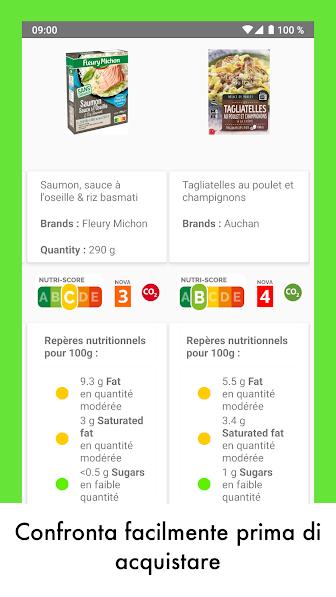 09:00
100 %
Fleury Michon
Saumon
Sauce à l'oseille
TAGLIATELLES
AU POULET ET CHAMPIGNONS
Saumon, sauce à
l'oseille & riz basmati
Brands : Fleury Michon
Quantity : 290 g
Tagliatelles au poulet et
champignons
Brands : Auchan
NUTRI-SCORE
A B C D E
NOVA
3
CO2
NUTRI-SCORE
A B C D E
NOVA
4
CO2
Repères nutritionnels
pour 100g :
9.3 g Fat
en quantité
modérée
3 g Saturated
fat
en quantité
modérée
<0.5 g Sugars
en faible
quantité
Repères nutritionnels
pour 100g :
5.5 g Fat
en quantité
modérée
3.4 g
Saturated fat
en quantité
modérée
1 g Sugars
en faible
quantité
Confronta facilmente prima di
acquistare